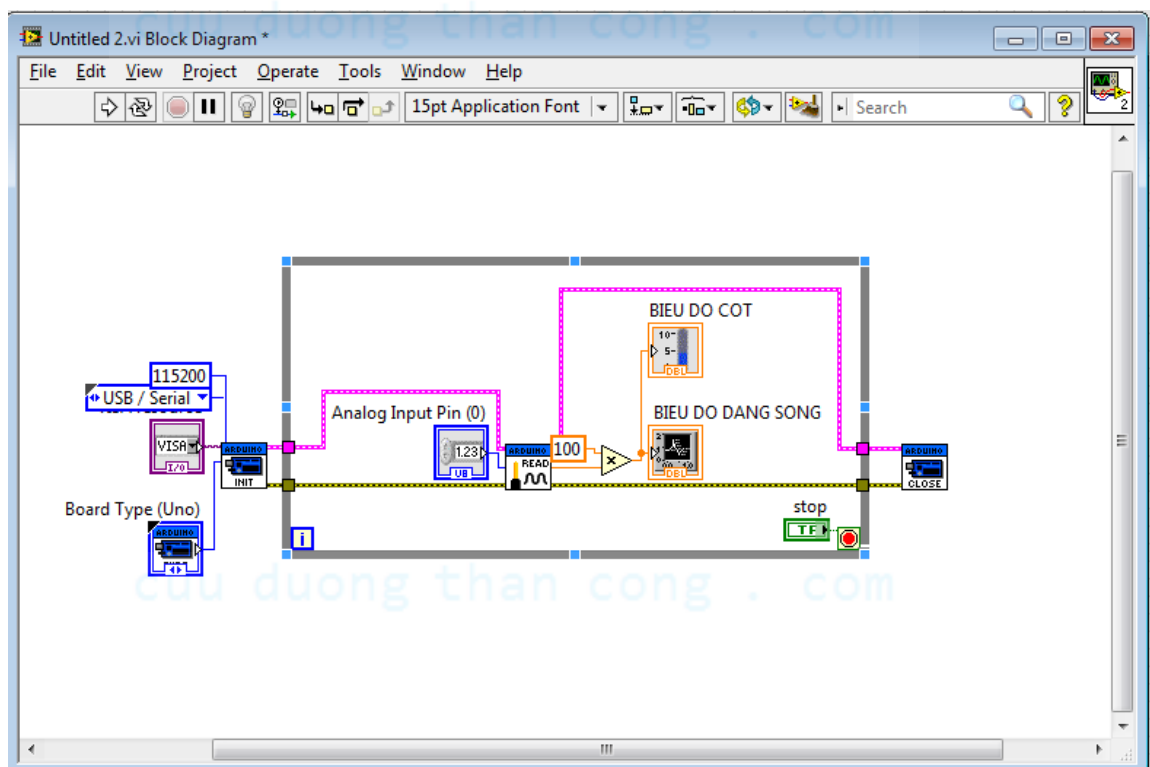 cuu duong than cong . com
Untitled 2.vi Block Diagram *
File Edit View Project Operate Tools Window Help
15pt Application Font
Search
2
BIEU DO COT
10
5
DBL
115200
USB / Serial
Analog Input Pin (0)
BIEU DO DANG SONG
VISA
I/O
ARDUINO
INIT
1.23
U8
ARDUINO
READ
100
x
2
1
0
DBL
ARDUINO
CLOSE
Board Type (Uno)
ARDUINO
stop
TF
i
cuu duong than cong . com